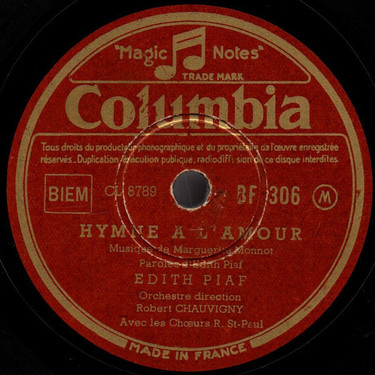 "Magic Notes"
TRADE MARK
Columbia
Tous droits du producteur phonographique et du propriétaire de l'œuvre enregistrée
réservés. Duplication exécution publique, radiodiffusion de ce disque interdites.
BIEM CL 8789 BF 306 M
HYMNE A L'AMOUR
Musique de Marguerite Monnot
Paroles d'Edith Piaf
EDITH PIAF
Orchestre direction
Robert CHAUVIGNY
Avec les Chœurs R. St-Paul
MADE IN FRANCE